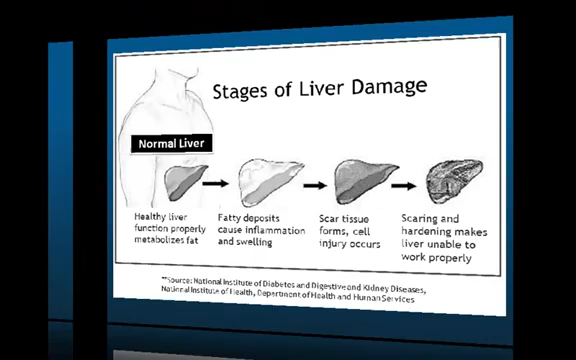 Stages of Liver Damage
Normal Liver
Healthy liver
function properly
metabolizes fat
Fatty deposits
cause inflammation
and swelling
Scar tissue
forms, cell
injury occurs
Scaring and
hardening makes
liver unable to
work properly
**Source: National Institute of Diabetes and Digestive and Kidney Diseases,
National Institute of Health, Department of Health and Human Services